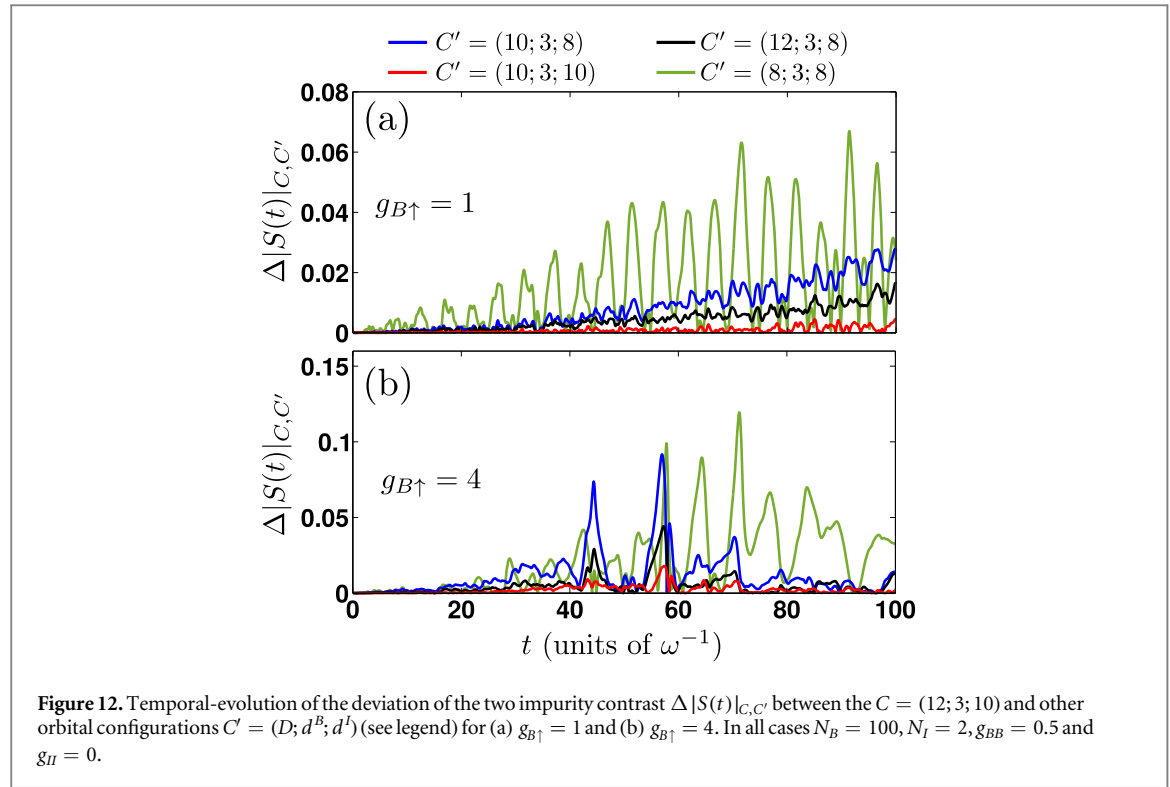 C′ = (10; 3; 8) C′ = (12; 3; 8)
C′ = (10; 3; 10) C′ = (8; 3; 8)
0.08
(a)
0.06
g_{B↑} = 1
0.04
Δ|S(t)|_{C,C′}
0.02
0
(b)
0.15
0.1
g_{B↑} = 4
Δ|S(t)|_{C,C′}
0.05
0
0 20 40 60 80 100
t (units of ω^{−1})
Figure 12. Temporal-evolution of the deviation of the two impurity contrast Δ |S(t)|_{C,C′} between the C = (12; 3; 10) and other
orbital configurations C′ = (D; d^B; d^I) (see legend) for (a) g_{B↑} = 1 and (b) g_{B↑} = 4. In all cases N_B = 100, N_I = 2, g_{BB} = 0.5 and
g_{II} = 0.